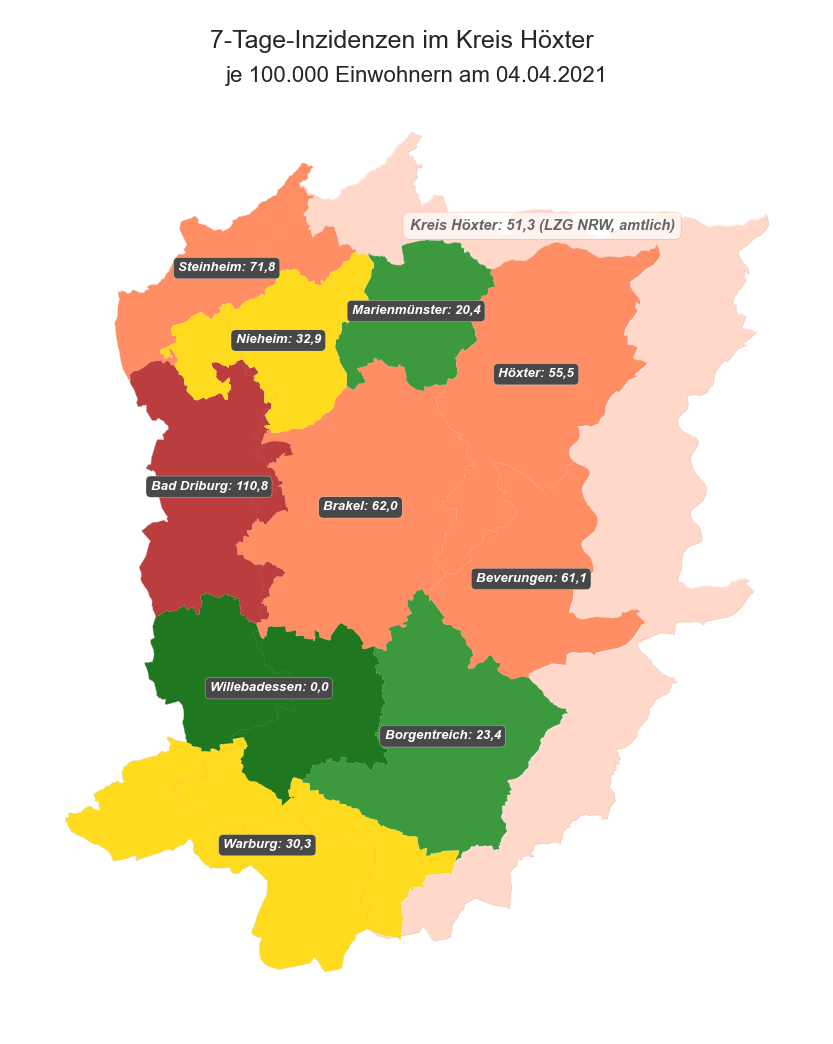 7-Tage-Inzidenzen im Kreis Höxter
je 100.000 Einwohnern am 04.04.2021
Kreis Höxter: 51,3 (LZG NRW, amtlich)
Steinheim: 71,8
Marienmünster: 20,4
Nieheim: 32,9
Höxter: 55,5
Bad Driburg: 110,8
Brakel: 62,0
Beverungen: 61,1
Willebadessen: 0,0
Borgentreich: 23,4
Warburg: 30,3